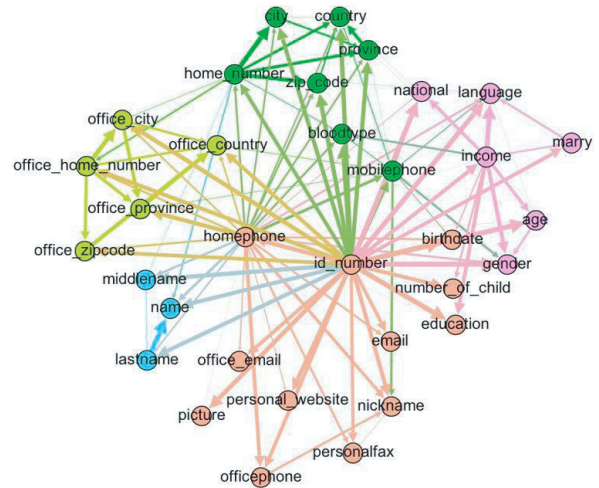 city
country
province
home_number
zip_code
national
language
office_city
bloodtype
office_country
marry
income
office_home_number
mobilephone
office_province
age
homephone
birthdate
office_zipcode
id_number
gender
middlename
number_of_child
name
education
email
lastname
office_email
personal_website
nickname
picture
personalfax
officephone